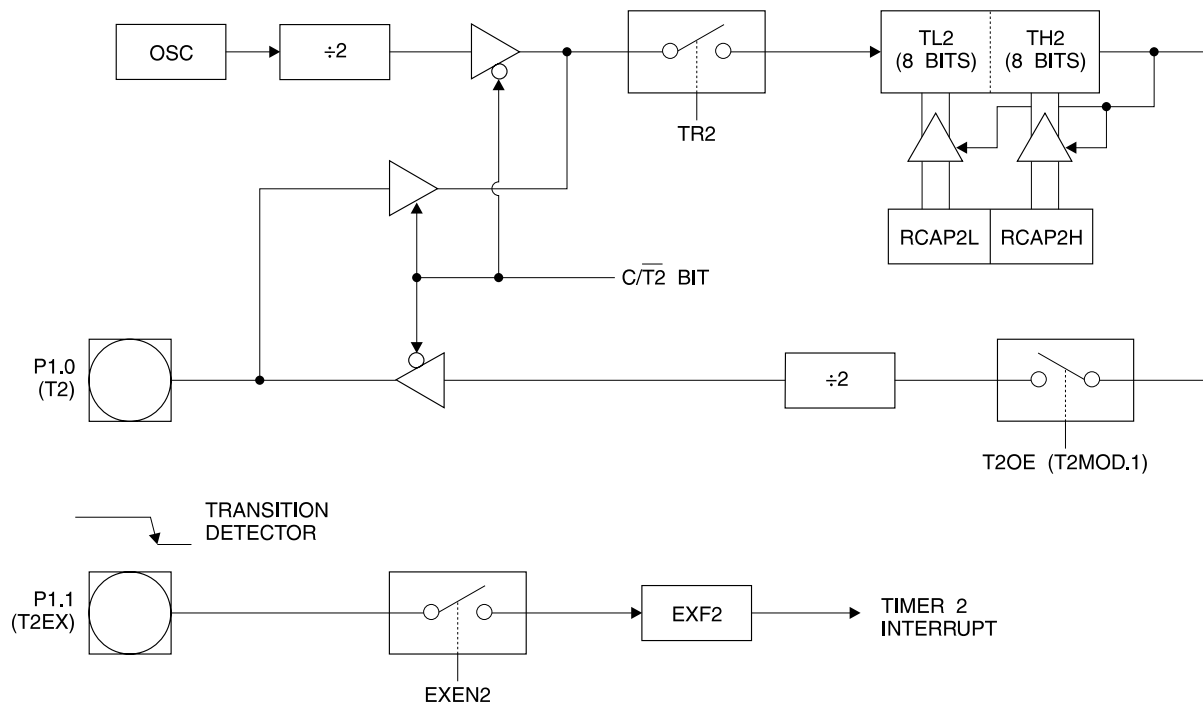 OSC
÷2
TL2
(8 BITS)
TH2
(8 BITS)
TR2
RCAP2L
RCAP2H
C/T2̅ BIT
P1.0
(T2)
÷2
T2OE (T2MOD.1)
TRANSITION
DETECTOR
P1.1
(T2EX)
EXF2
TIMER 2
INTERRUPT
EXEN2